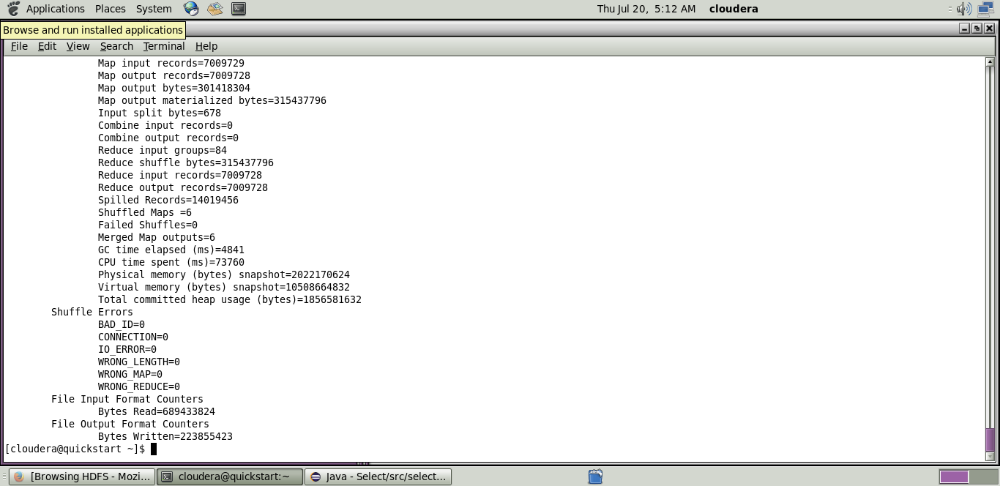 Applications Places System Thu Jul 20, 5:12 AM cloudera
Browse and run installed applications
File Edit View Search Terminal Help
Map input records=7009729
Map output records=7009728
Map output bytes=301418304
Map output materialized bytes=315437796
Input split bytes=678
Combine input records=0
Combine output records=0
Reduce input groups=84
Reduce shuffle bytes=315437796
Reduce input records=7009728
Reduce output records=7009728
Spilled Records=14019456
Shuffled Maps =6
Failed Shuffles=0
Merged Map outputs=6
GC time elapsed (ms)=4841
CPU time spent (ms)=73760
Physical memory (bytes) snapshot=2022170624
Virtual memory (bytes) snapshot=10508664832
Total committed heap usage (bytes)=1856581632
Shuffle Errors
BAD_ID=0
CONNECTION=0
IO_ERROR=0
WRONG_LENGTH=0
WRONG_MAP=0
WRONG_REDUCE=0
File Input Format Counters
Bytes Read=689433824
File Output Format Counters
Bytes Written=223855423
[cloudera@quickstart ~]$
[Browsing HDFS - Mozi... cloudera@quickstart:~ Java - Select/src/select...